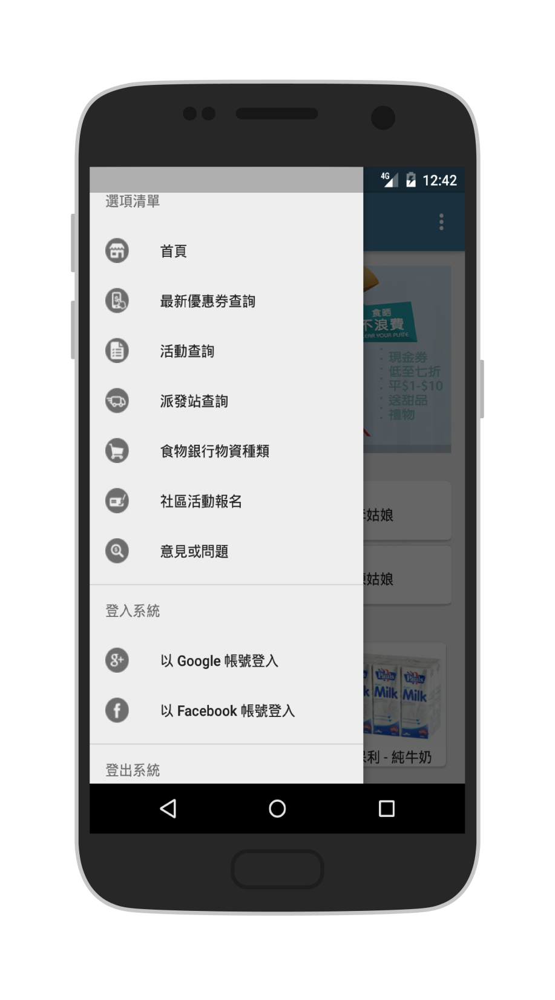 4G 12:42
選項清單
首頁
最新優惠券查詢
活動查詢
派發站查詢
食物銀行物資種類
社區活動報名
意見或問題
登入系統
以 Google 帳號登入
以 Facebook 帳號登入
登出系統
食晒
不浪費
EAR YOUR PLATE
現金券
低至七折
平$1-$10
送甜品
禮物
姑娘
姑娘
Pauls
Milk
Pauls
Milk
利 - 純牛奶